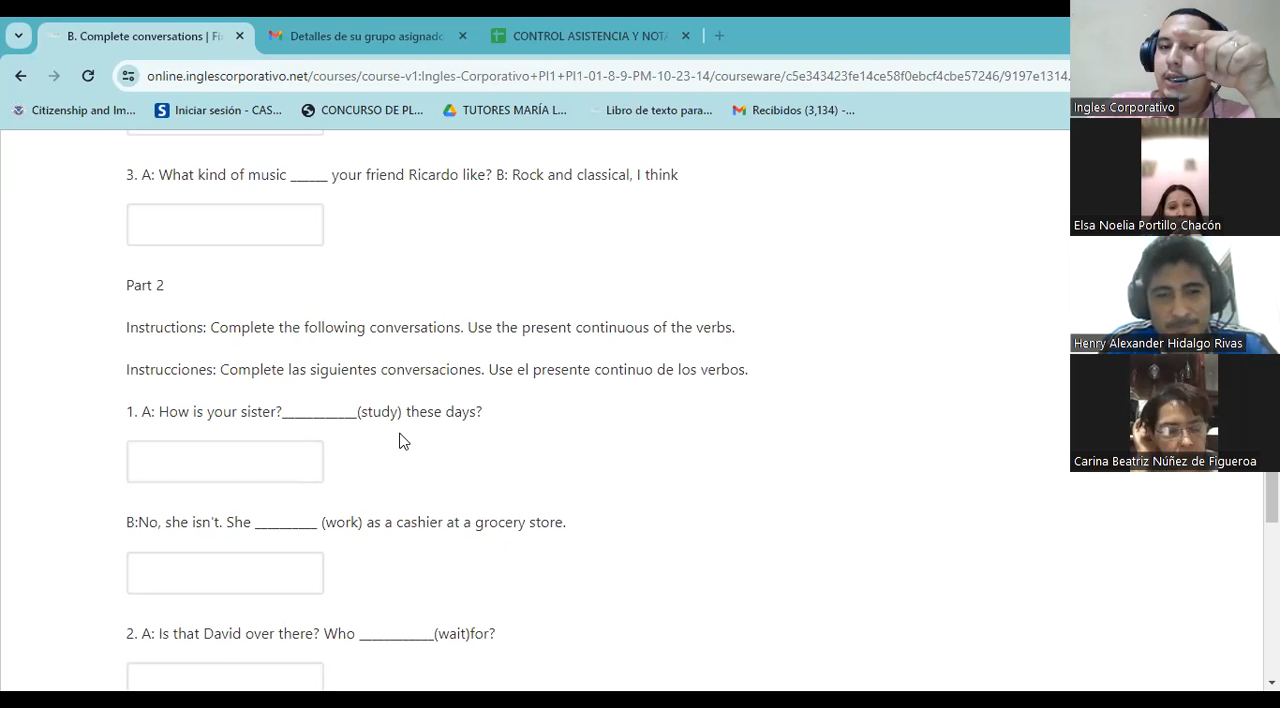 B. Complete conversations | Fi
Detalles de su grupo asignado
CONTROL ASISTENCIA Y NOTA
online.inglescorporativo.net/courses/course-v1:Ingles-Corporativo+PI1+PI1-01-8-9-PM-10-23-14/courseware/c5e343423fe14ce58f0ebcf4cbe57246/9197e1314.
Citizenship and Im...
Iniciar sesión - CAS...
CONCURSO DE PL...
TUTORES MARÍA L...
Libro de texto para...
Recibidos (3,134) -...
3. A: What kind of music ______ your friend Ricardo like? B: Rock and classical, I think
Part 2
Instructions: Complete the following conversations. Use the present continuous of the verbs.
Instrucciones: Complete las siguientes conversaciones. Use el presente continuo de los verbos.
1. A: How is your sister?____________(study) these days?
B:No, she isn't. She __________ (work) as a cashier at a grocery store.
2. A: Is that David over there? Who ____________(wait)for?
Ingles Corporativo
Elsa Noelia Portillo Chacón
Henry Alexander Hidalgo Rivas
Carina Beatriz Núñez de Figueroa